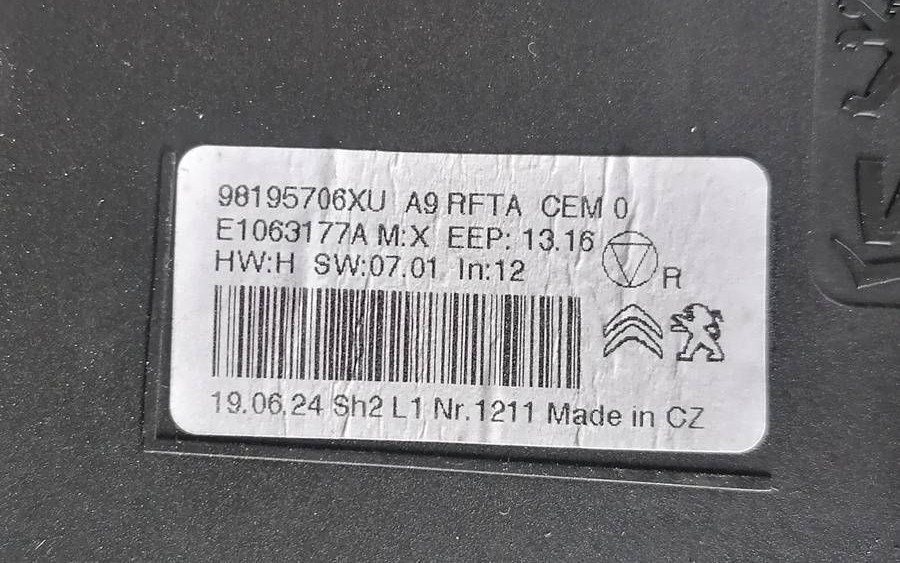 98195706XU A9 RFTA CEM 0
E1063177A M:X EEP: 13.16
HW:H SW:07.01 In:12
R
19.06.24 Sh2 L1 Nr.1211 Made in CZ